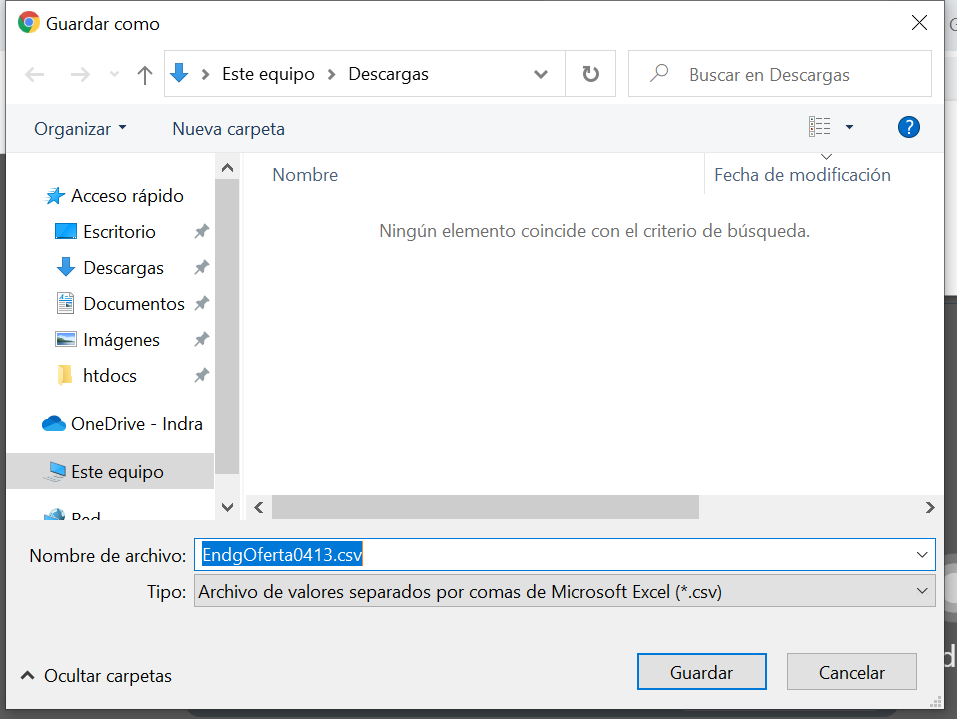 Guardar como
Este equipo > Descargas
Buscar en Descargas
Organizar
Nueva carpeta
?
Nombre
Fecha de modificación
Ningún elemento coincide con el criterio de búsqueda.
Acceso rápido
Escritorio
Descargas
Documentos
Imágenes
htdocs
OneDrive - Indra
Este equipo
Red
Nombre de archivo: EndgOferta0413.csv
Tipo: Archivo de valores separados por comas de Microsoft Excel (*.csv)
Ocultar carpetas
Guardar
Cancelar